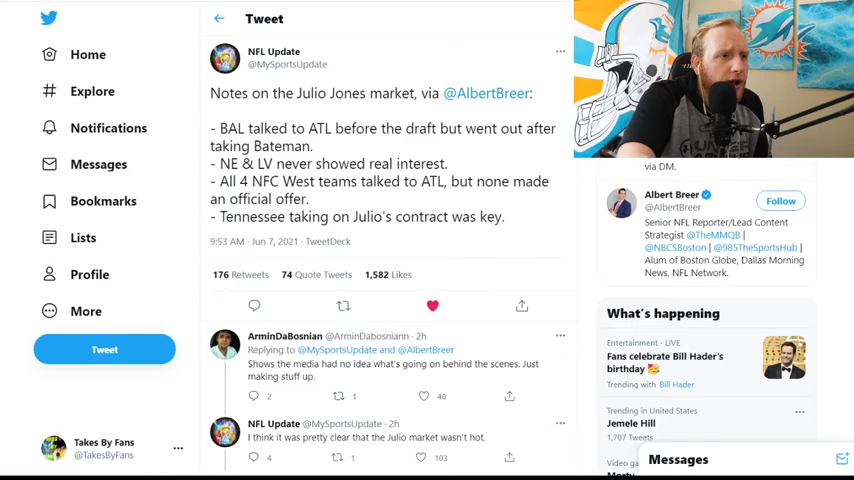 Tweet
Home
Explore
Notifications
Messages
Bookmarks
Lists
Profile
More
Tweet
Takes By Fans
@TakesByFans
NFL Update
@MySportsUpdate
Notes on the Julio Jones market, via @AlbertBreer:
- BAL talked to ATL before the draft but went out after
taking Bateman.
- NE & LV never showed real interest.
- All 4 NFC West teams talked to ATL, but none made
an official offer.
- Tennessee taking on Julio's contract was key.
9:53 AM · Jun 7, 2021 · TweetDeck
176 Retweets 74 Quote Tweets 1,582 Likes
ArminDaBosnian @ArminDabosniann · 2h
Replying to @MySportsUpdate and @AlbertBreer
Shows the media had no idea what's going on behind the scenes. Just
making stuff up.
2 1 40
NFL Update @MySportsUpdate · 2h
I think it was pretty clear that the Julio market wasn't hot.
4 1 103
via DM.
Albert Breer
@AlbertBreer
Follow
Senior NFL Reporter/Lead Content
Strategist @TheMMQB |
@NBCSBoston | @985TheSportsHub |
Alum of Boston Globe, Dallas Morning
News, NFL Network.
What's happening
Entertainment · LIVE
Fans celebrate Bill Hader's
birthday 🥳
Trending with Bill Hader
Trending in United States
Jemele Hill
1,707 Tweets
Messages